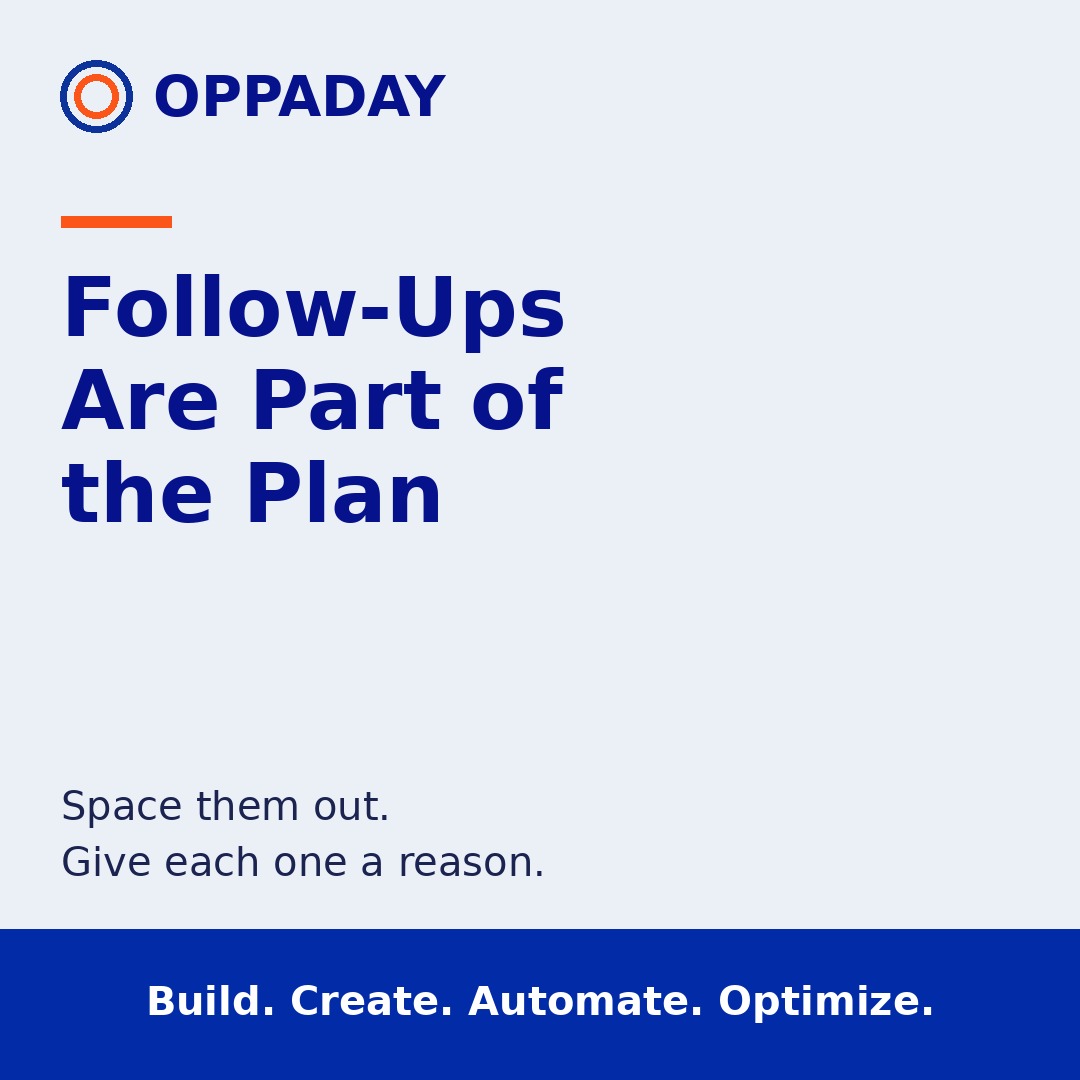 OPPADAY
Follow-Ups
Are Part of
the Plan
Space them out.
Give each one a reason.
Build. Create. Automate. Optimize.